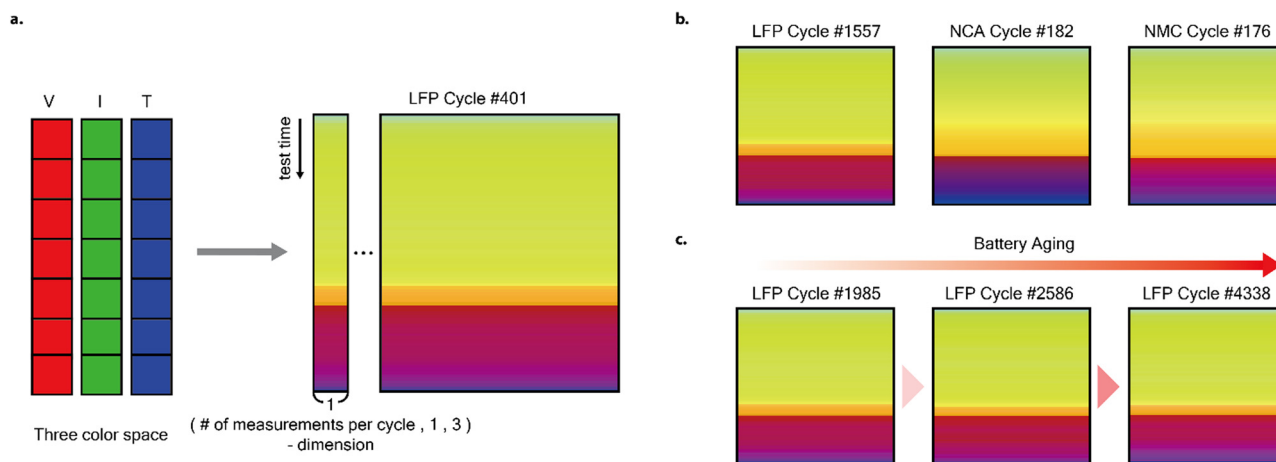 a.
V I T
Three color space
test time
...
LFP Cycle #401
1
( # of measurements per cycle , 1 , 3 )
- dimension
b.
LFP Cycle #1557
NCA Cycle #182
NMC Cycle #176
c.
Battery Aging
LFP Cycle #1985
LFP Cycle #2586
LFP Cycle #4338